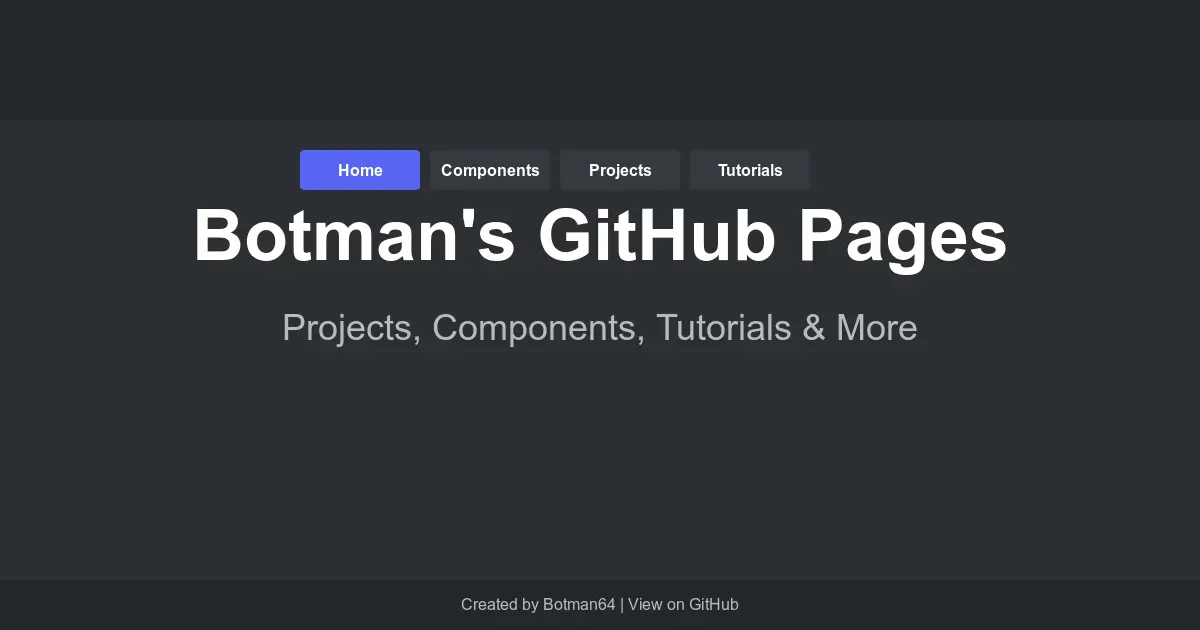 Home Components Projects Tutorials
Botman's GitHub Pages
Projects, Components, Tutorials & More
Created by Botman64 | View on GitHub